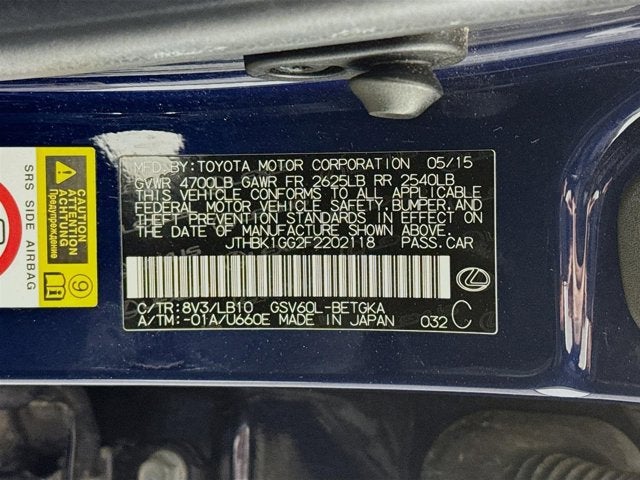 MFD.BY:TOYOTA MOTOR CORPORATION 05/15
GVWR 4700LB GAWR FR 2625LB RR 2540LB
THIS VEHICLE CONFORMS TO ALL APPLICABLE
FEDERAL MOTOR VEHICLE SAFETY,BUMPER,AND
THEFT PREVENTION STANDARDS IN EFFECT ON
THE DATE OF MANUFACTURE SHOWN ABOVE.
JTHBK1GG2F2202118 PASS.CAR
C/TR:8V3/LB10 GSV60L-BETGKA
A/TM:-01A/U660E MADE IN JAPAN 032 C
CAUTION
ATTENTION
ACHTUNG
Предупреждение
SRS SIDE AIRBAG
9